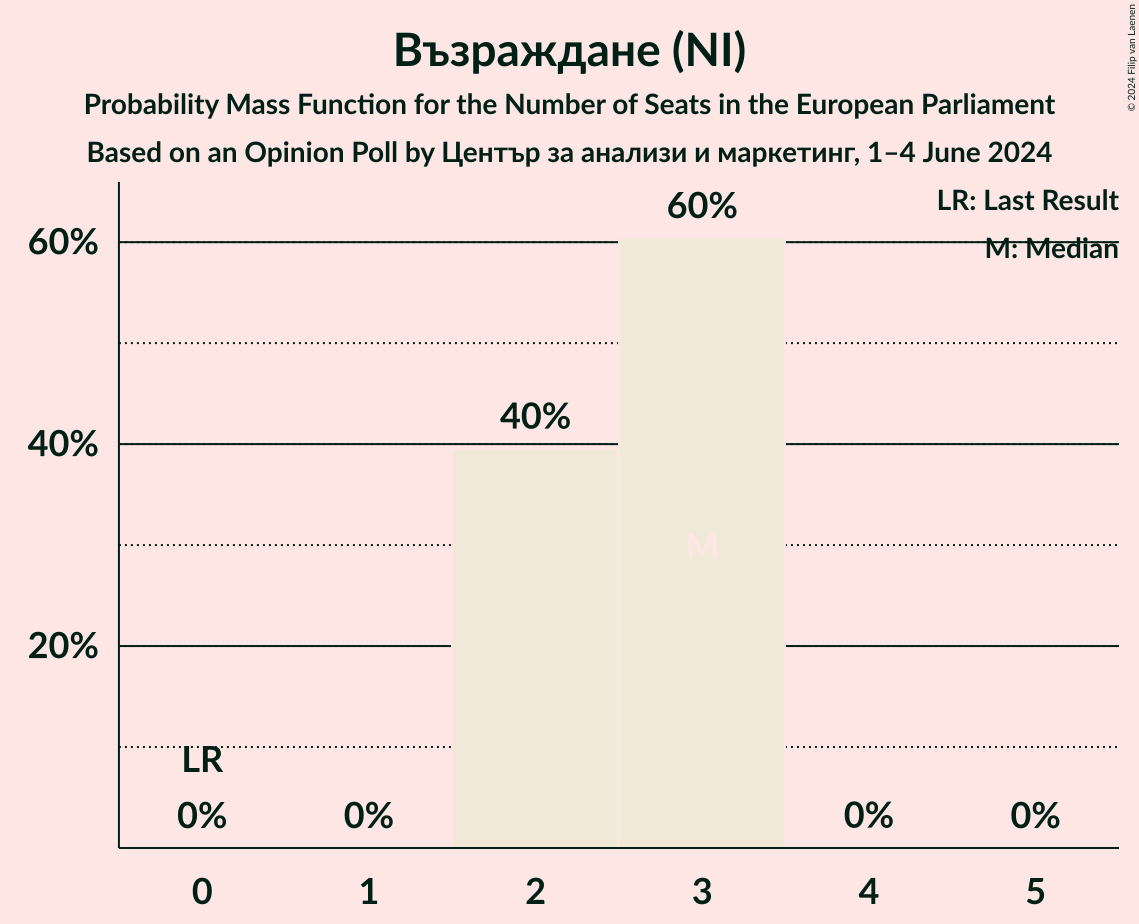 Възраждане (NI)
Probability Mass Function for the Number of Seats in the European Parliament
Based on an Opinion Poll by Център за анализи и маркетинг, 1–4 June 2024
© 2024 Filip van Laenen
LR: Last Result
M: Median
60%
40%
20%
60%
40%
M
LR
0%
0%
0%
0%
0
1
2
3
4
5